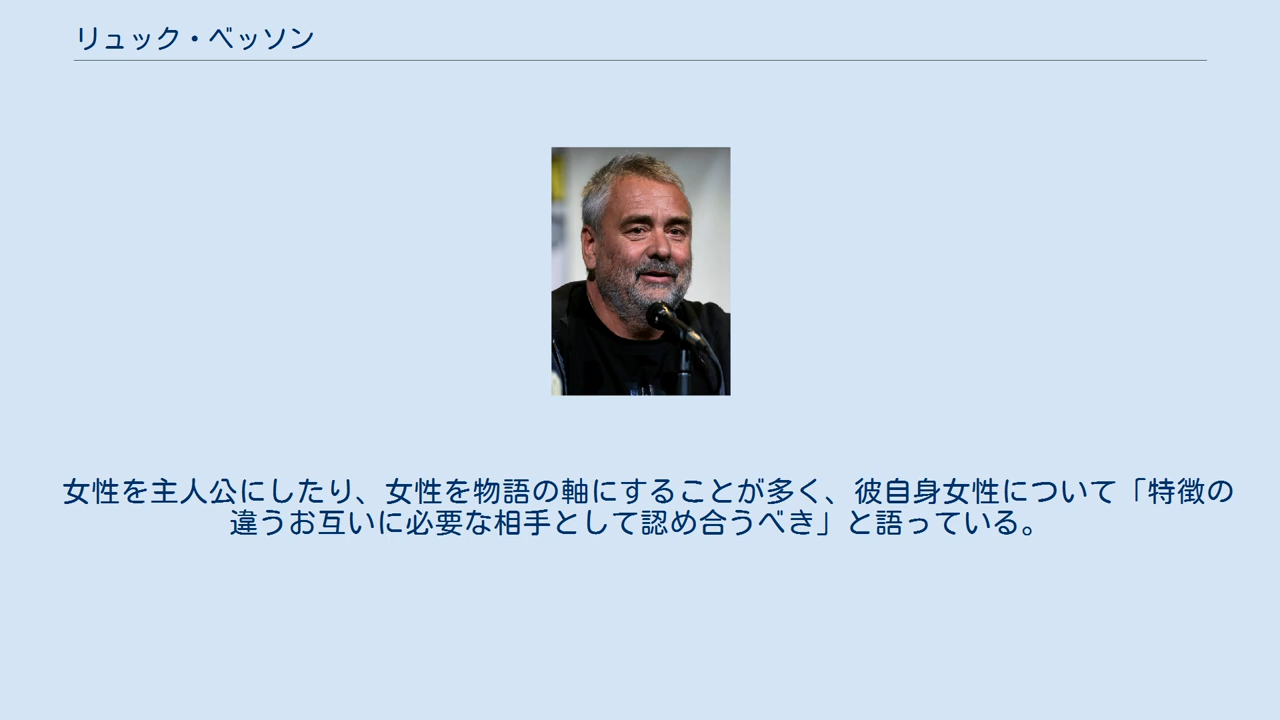 リュック・ベッソン
女性を主人公にしたり、女性を物語の軸にすることが多く、彼自身女性について「特徴の
違うお互いに必要な相手として認め合うべき」と語っている。